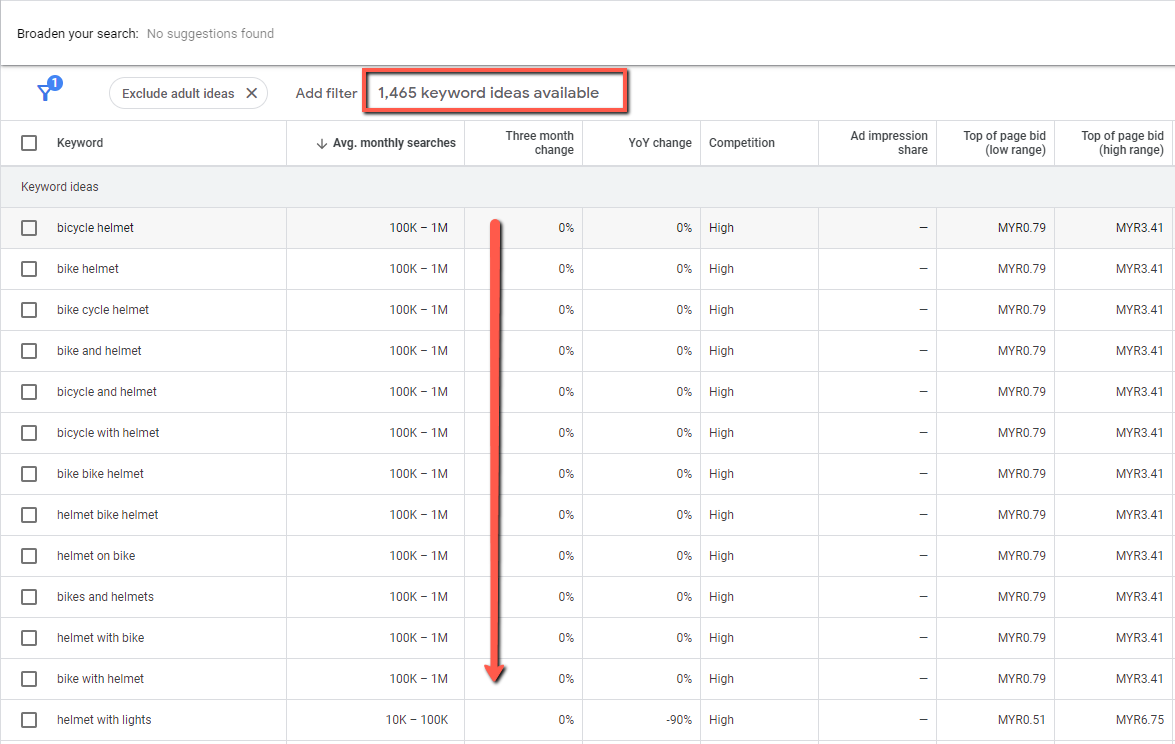 Broaden your search: No suggestions found
1
Exclude adult ideas ✕ Add filter 1,465 keyword ideas available
Keyword ↓ Avg. monthly searches Three month change YoY change Competition Ad impression share Top of page bid (low range) Top of page bid (high range)
Keyword ideas
bicycle helmet 100K – 1M 0% 0% High — MYR0.79 MYR3.41
bike helmet 100K – 1M 0% 0% High — MYR0.79 MYR3.41
bike cycle helmet 100K – 1M 0% 0% High — MYR0.79 MYR3.41
bike and helmet 100K – 1M 0% 0% High — MYR0.79 MYR3.41
bicycle and helmet 100K – 1M 0% 0% High — MYR0.79 MYR3.41
bicycle with helmet 100K – 1M 0% 0% High — MYR0.79 MYR3.41
bike bike helmet 100K – 1M 0% 0% High — MYR0.79 MYR3.41
helmet bike helmet 100K – 1M 0% 0% High — MYR0.79 MYR3.41
helmet on bike 100K – 1M 0% 0% High — MYR0.79 MYR3.41
bikes and helmets 100K – 1M 0% 0% High — MYR0.79 MYR3.41
helmet with bike 100K – 1M 0% 0% High — MYR0.79 MYR3.41
bike with helmet 100K – 1M 0% 0% High — MYR0.79 MYR3.41
helmet with lights 10K – 100K 0% -90% High — MYR0.51 MYR6.75